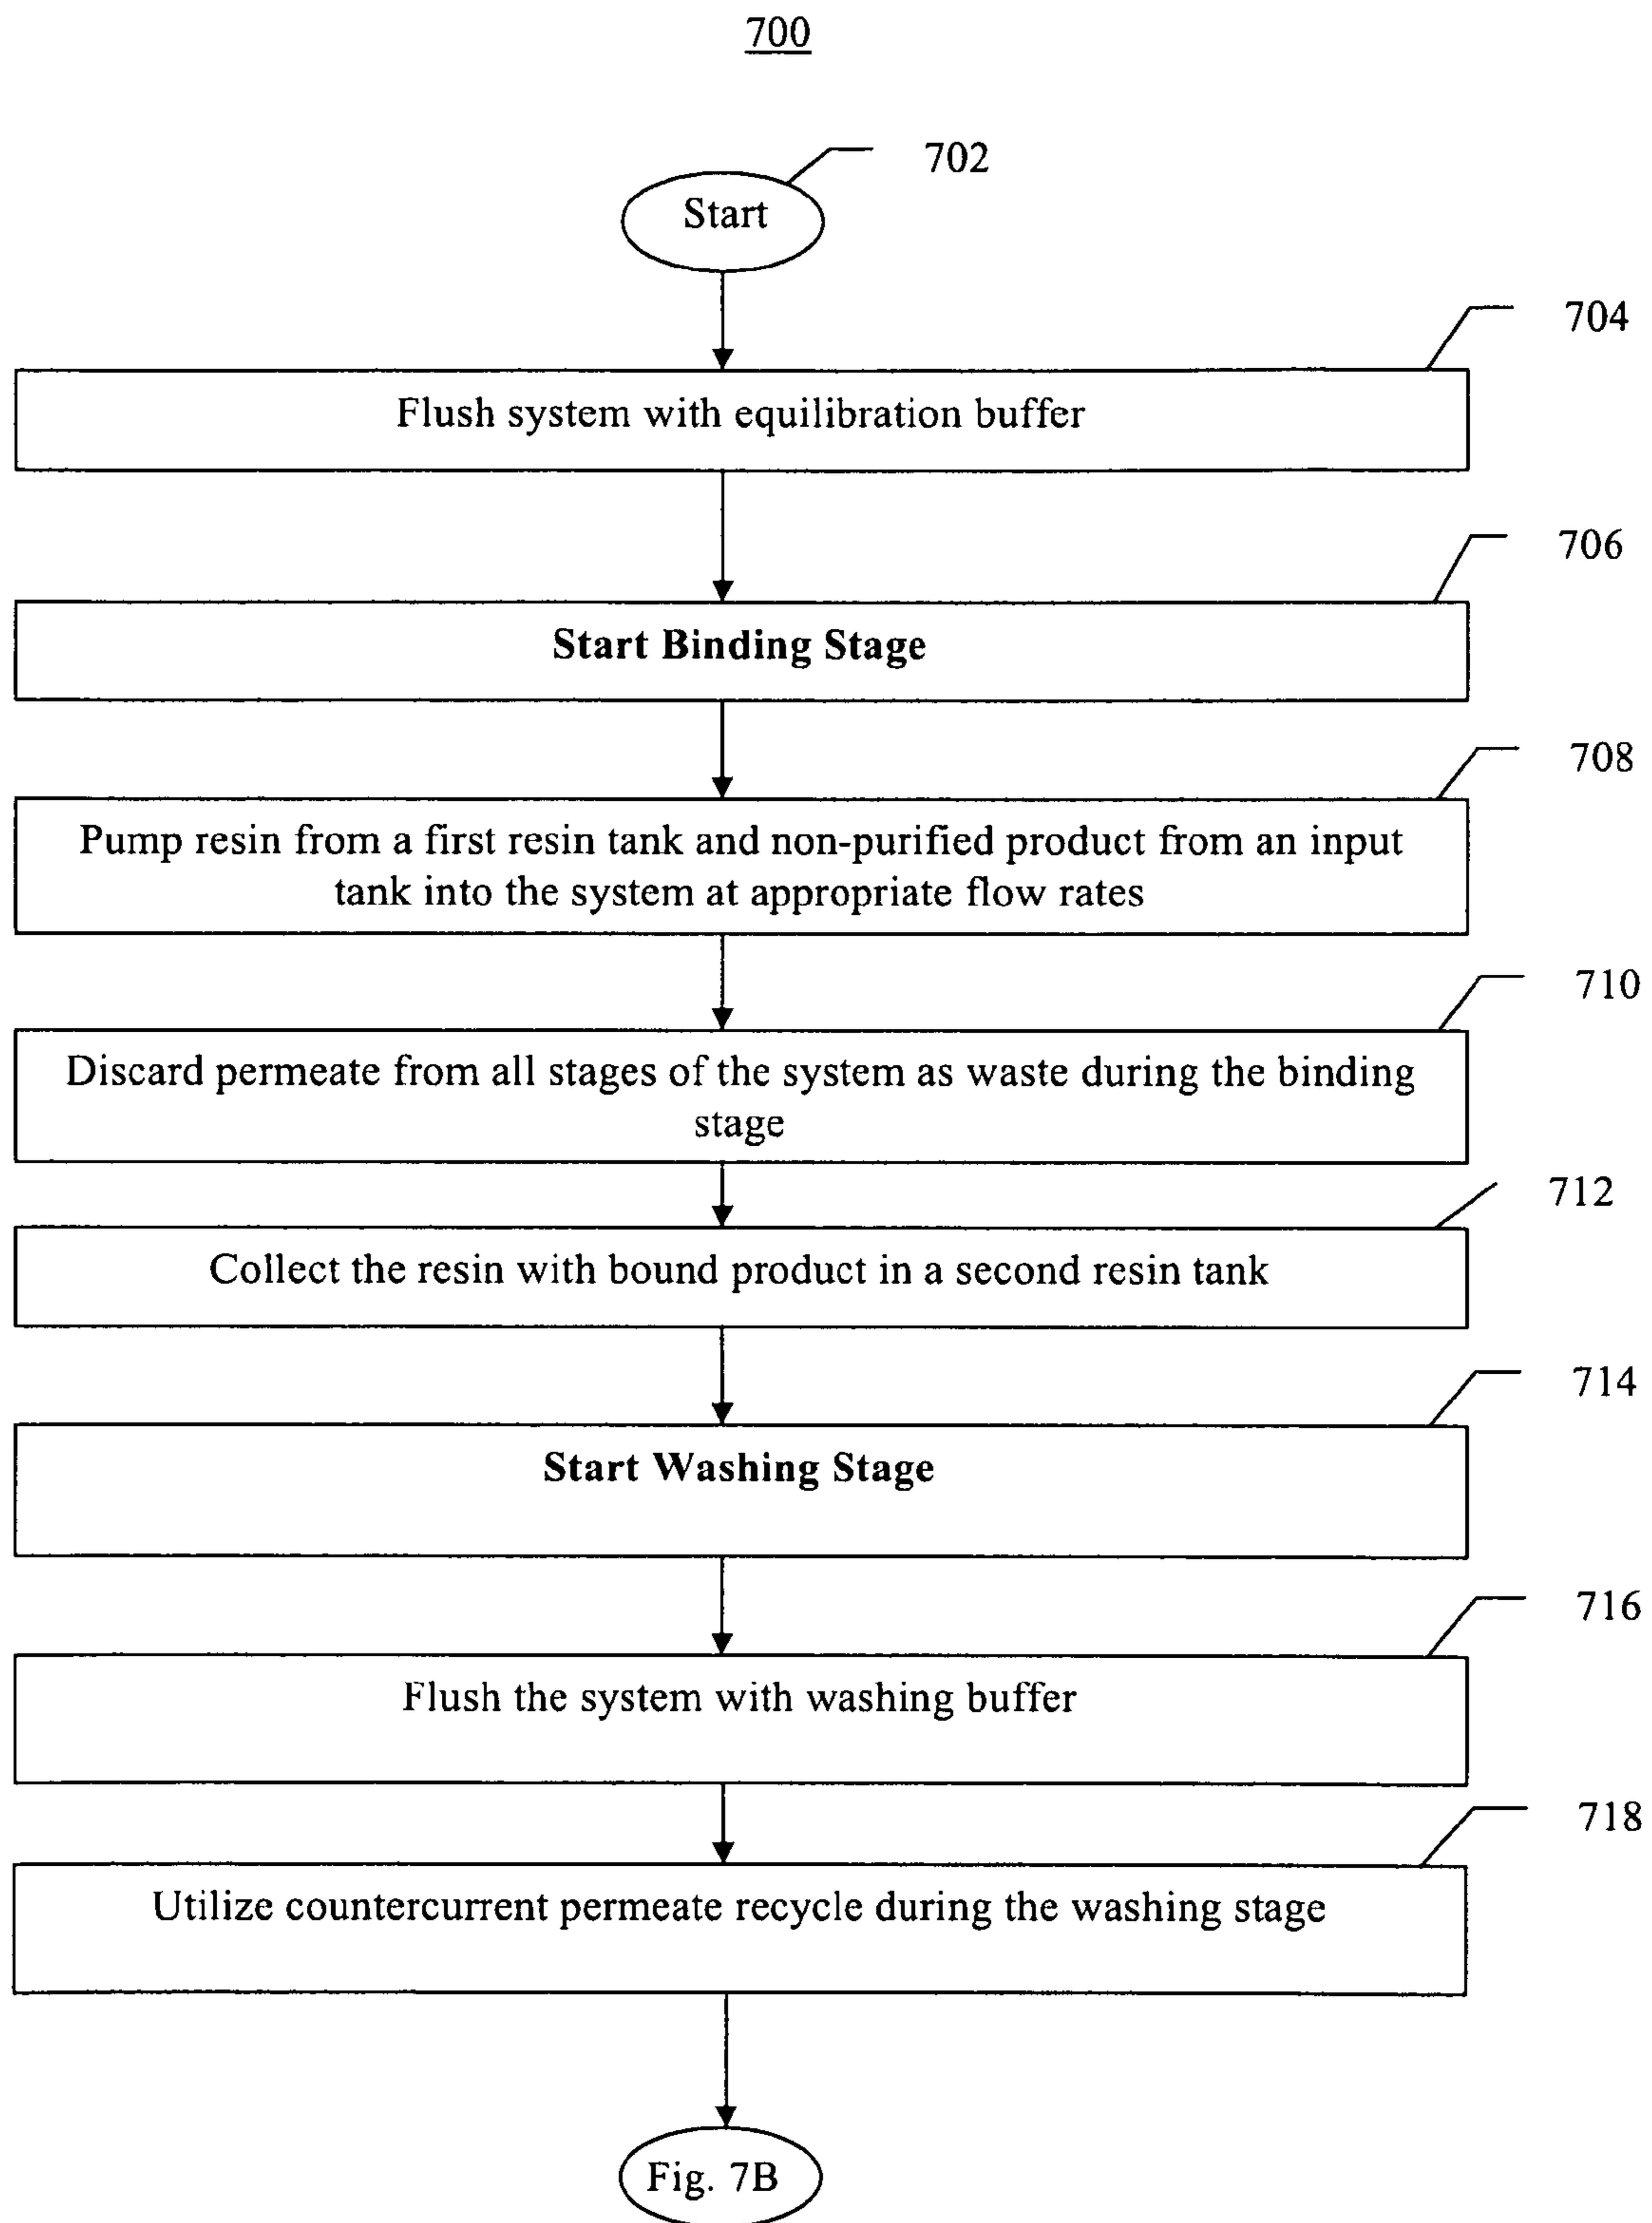 700
702
Start
704
Flush system with equilibration buffer
706
Start Binding Stage
708
Pump resin from a first resin tank and non-purified product from an input
tank into the system at appropriate flow rates
710
Discard permeate from all stages of the system as waste during the binding
stage
712
Collect the resin with bound product in a second resin tank
714
Start Washing Stage
716
Flush the system with washing buffer
718
Utilize countercurrent permeate recycle during the washing stage
Fig. 7B